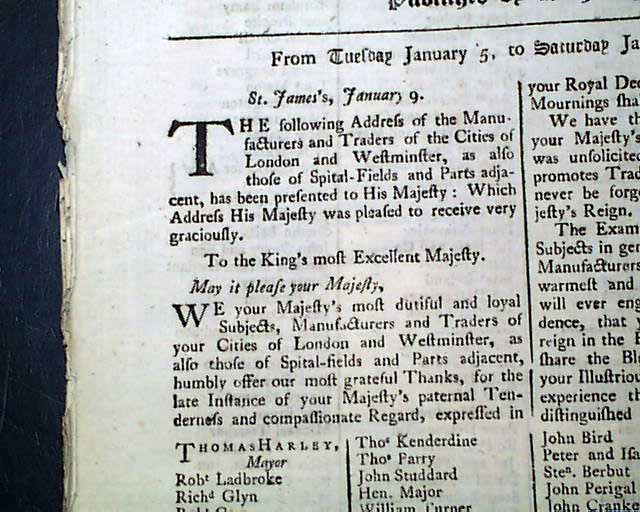 Published by
From Tuesday January 5, to Saturday Ja
St. James's, January 9.
THE following Address of the Manu-
facturers and Traders of the Cities of
London and Westminster, as also
those of Spital-Fields and Parts adja-
cent, has been presented to His Majesty: Which
Address His Majesty was pleased to receive very
graciously.
To the King's most Excellent Majesty.
May it please your Majesty,
WE your Majesty's most dutiful and loyal
Subjects, Manufacturers and Traders of
your Cities of London and Westminster, as
also those of Spital-fields and Parts adjacent,
humbly offer our most grateful Thanks, for the
late Instance of your Majesty's paternal Ten-
derness and compassionate Regard, expressed in
THOMAS HARLEY,
Mayor
Robt Ladbroke
Richd Glyn
Thos Kenderdine
Thos Parry
John Studdard
Hen. Major
William Turner
John Bird
Peter and Isa
Sten. Berbut
John Perigal
John Cranke
your Royal Dec
Mournings shal
We have th
your Majesty's
was unsolicited
promotes Trad
never be forge
jesty's Reign.
The Exam
Subjects in gen
Manufacturers
warmest and
will ever eng
dence, that y
reign in the H
share the Ble
your Illustriou
experience th
distinguished